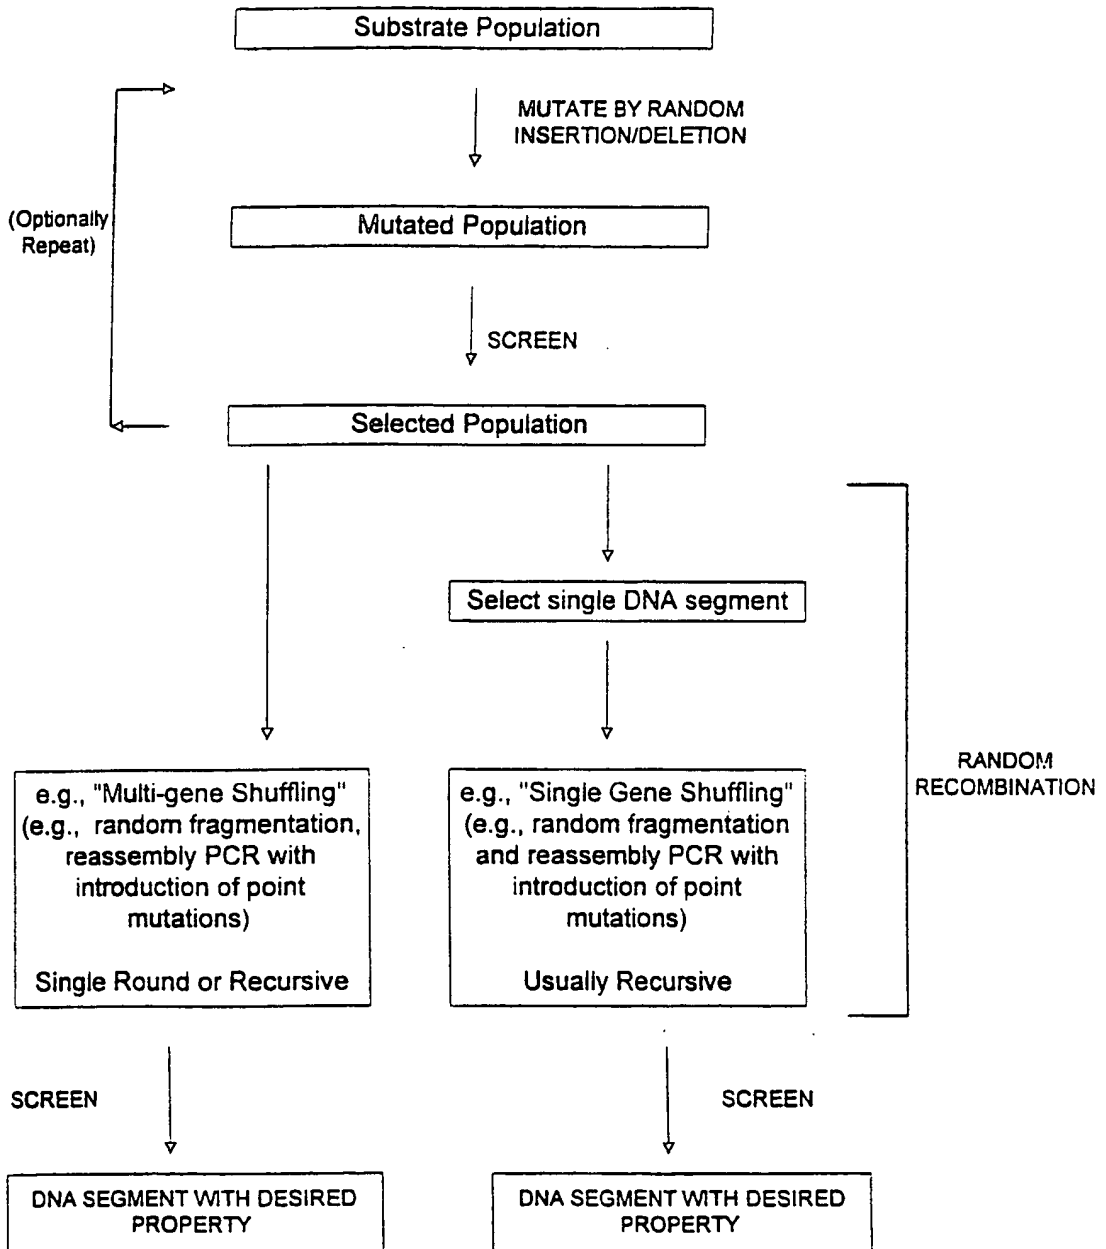 Substrate Population
MUTATE BY RANDOM
INSERTION/DELETION
(Optionally
Repeat)
Mutated Population
SCREEN
Selected Population
Select single DNA segment
e.g., "Multi-gene Shuffling"
(e.g., random fragmentation,
reassembly PCR with
introduction of point
mutations)
Single Round or Recursive
e.g., "Single Gene Shuffling"
(e.g., random fragmentation
and reassembly PCR with
introduction of point
mutations)
Usually Recursive
RANDOM
RECOMBINATION
SCREEN
SCREEN
DNA SEGMENT WITH DESIRED
PROPERTY
DNA SEGMENT WITH DESIRED
PROPERTY